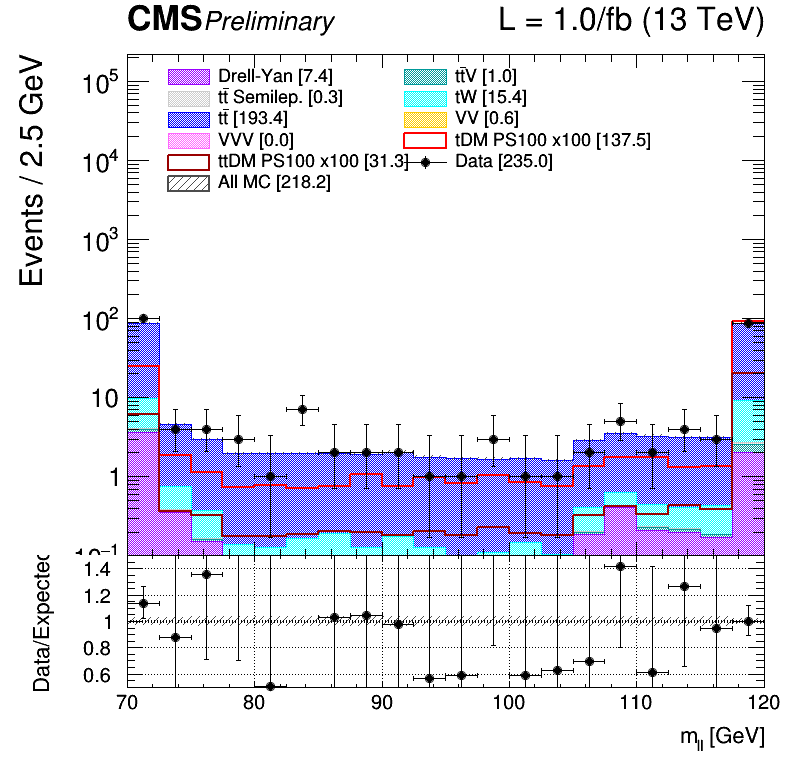 CMS Preliminary L = 1.0/fb (13 TeV)
Events / 2.5 GeV
Drell-Yan [7.4]
tt̄ Semilep. [0.3]
tt̄ [193.4]
VVV [0.0]
ttDM PS100 x100 [31.3]
All MC [218.2]
tt̄V [1.0]
tW [15.4]
VV [0.6]
tDM PS100 x100 [137.5]
Data [235.0]
10⁵
10⁴
10³
10²
10
1
10⁻¹
Data/Expected
1.4
1.2
1
0.8
0.6
70 80 90 100 110 120
m_ll [GeV]